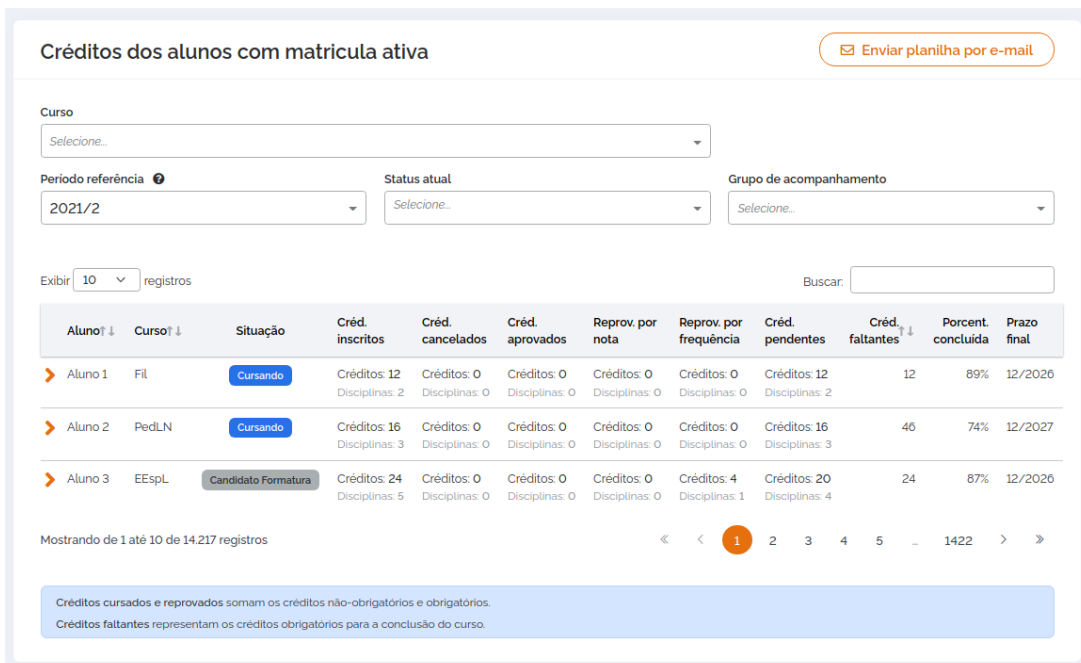 Créditos dos alunos com matricula ativa
Enviar planilha por e-mail
Curso
Selecione...
Período referência
Status atual
Grupo de acompanhamento
2021/2
Selecione...
Selecione...
Exibir 10 registros
Buscar:
Aluno Curso Situação Créd. inscritos Créd. cancelados Créd. aprovados Reprov. por nota Reprov. por frequência Créd. pendentes Créd. faltantes Porcent. concluída Prazo final
Aluno 1 Fil Cursando Créditos: 12 Créditos: 0 Créditos: 0 Créditos: 0 Créditos: 0 Créditos: 12 12 89% 12/2026
Disciplinas: 2 Disciplinas: 0 Disciplinas: 0 Disciplinas: 0 Disciplinas: 0 Disciplinas: 2
Aluno 2 PedLN Cursando Créditos: 16 Créditos: 0 Créditos: 0 Créditos: 0 Créditos: 0 Créditos: 16 46 74% 12/2027
Disciplinas: 3 Disciplinas: 0 Disciplinas: 0 Disciplinas: 0 Disciplinas: 0 Disciplinas: 3
Aluno 3 EEspL Candidato Formatura Créditos: 24 Créditos: 0 Créditos: 0 Créditos: 0 Créditos: 4 Créditos: 20 24 87% 12/2026
Disciplinas: 5 Disciplinas: 0 Disciplinas: 0 Disciplinas: 0 Disciplinas: 1 Disciplinas: 4
Mostrando de 1 até 10 de 14.217 registros
« < 1 2 3 4 5 ... 1422 > »
Créditos cursados e reprovados somam os créditos não-obrigatórios e obrigatórios.
Créditos faltantes representam os créditos obrigatórios para a conclusão do curso.